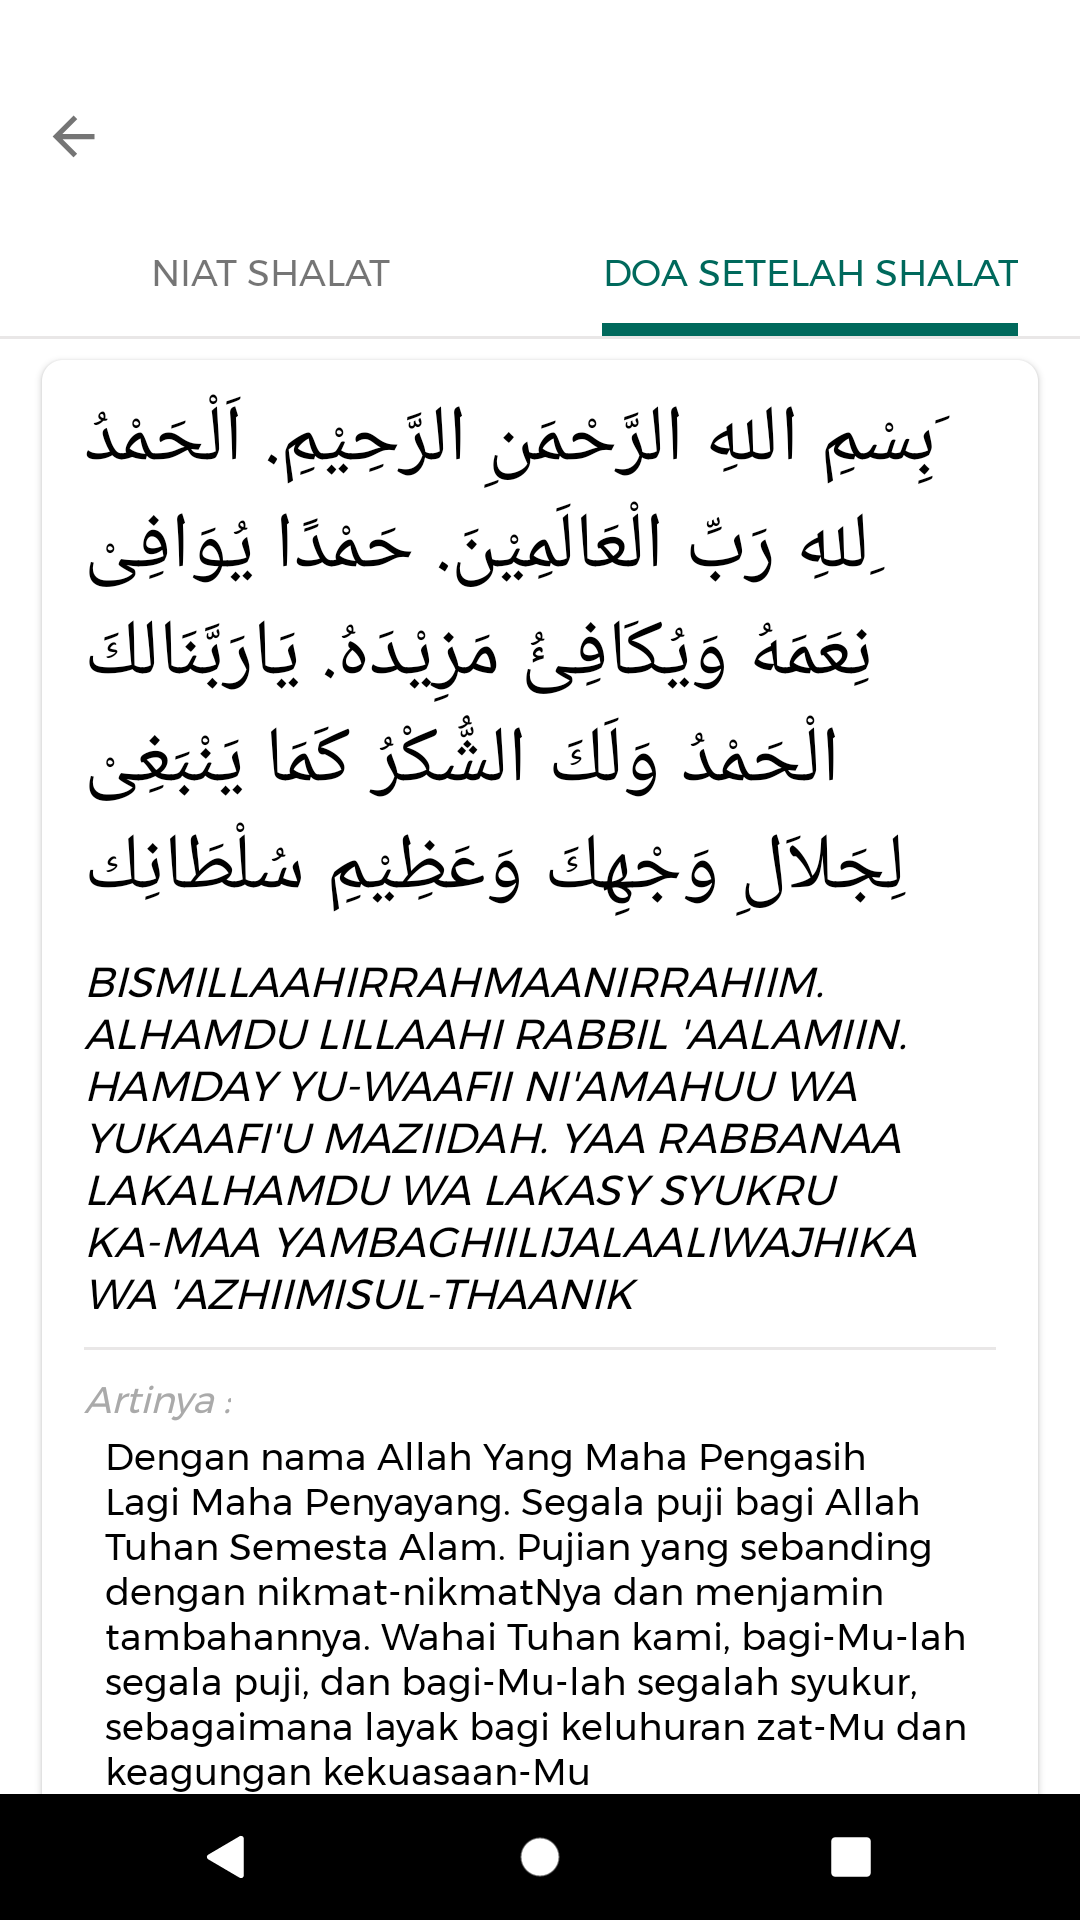 NIAT SHALAT
DOA SETELAH SHALAT
َبِسْمِ اللهِ الرَّحْمَنِ الرَّحِيْمِ. اَلْحَمْدُ
ِللهِ رَبِّ الْعَالَمِيْنَ. حَمْدًا يُوَافِىْ
نِعَمَهُ وَيُكَافِىُٔ مَزِيْدَهُ. يَارَبَّنَالكَ
الْحَمْدُ وَلَكَ الشُّكْرُ كَمَا يَنْبَغِىْ
لِجَلاَلِ وَجْهِكَ وَعَظِيْمِ سُلْطَانِك
BISMILLAAHIRRAHMAANIRRAHIIM.
ALHAMDU LILLAAHI RABBIL 'AALAMIIN.
HAMDAY YU-WAAFII NI'AMAHUU WA
YUKAAFI'U MAZIIDAH. YAA RABBANAA
LAKALHAMDU WA LAKASY SYUKRU
KA-MAA YAMBAGHIILIJALAALIWAJHIKA
WA 'AZHIIMISUL-THAANIK
Artinya :
Dengan nama Allah Yang Maha Pengasih
Lagi Maha Penyayang. Segala puji bagi Allah
Tuhan Semesta Alam. Pujian yang sebanding
dengan nikmat-nikmatNya dan menjamin
tambahannya. Wahai Tuhan kami, bagi-Mu-lah
segala puji, dan bagi-Mu-lah segalah syukur,
sebagaimana layak bagi keluhuran zat-Mu dan
keagungan kekuasaan-Mu